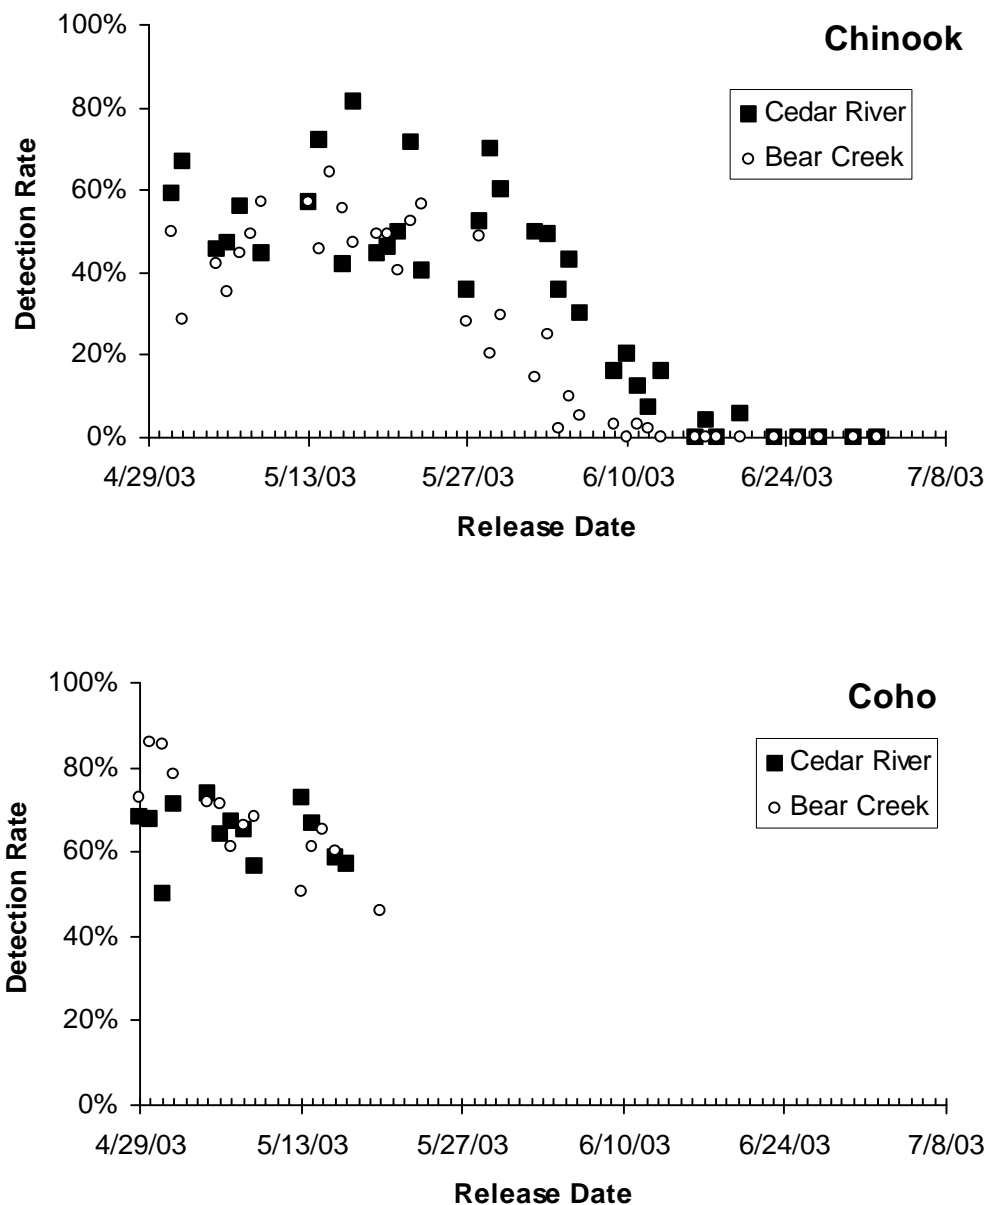 Chinook
100%
80%
60%
40%
20%
0%
Detection Rate
Cedar River
Bear Creek
4/29/03 5/13/03 5/27/03 6/10/03 6/24/03 7/8/03
Release Date
Coho
100%
80%
60%
40%
20%
0%
Detection Rate
Cedar River
Bear Creek
4/29/03 5/13/03 5/27/03 6/10/03 6/24/03 7/8/03
Release Date